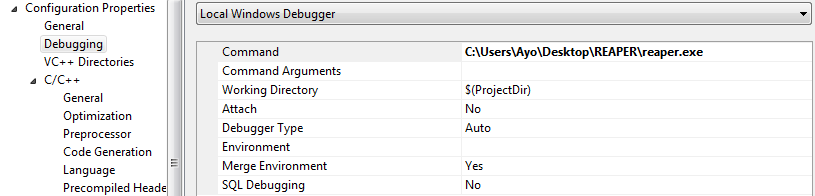 Configuration Properties
General
Debugging
VC++ Directories
C/C++
General
Optimization
Preprocessor
Code Generation
Language
Precompiled Heade
Local Windows Debugger
Command C:\Users\Ayo\Desktop\REAPER\reaper.exe
Command Arguments
Working Directory $(ProjectDir)
Attach No
Debugger Type Auto
Environment
Merge Environment Yes
SQL Debugging No